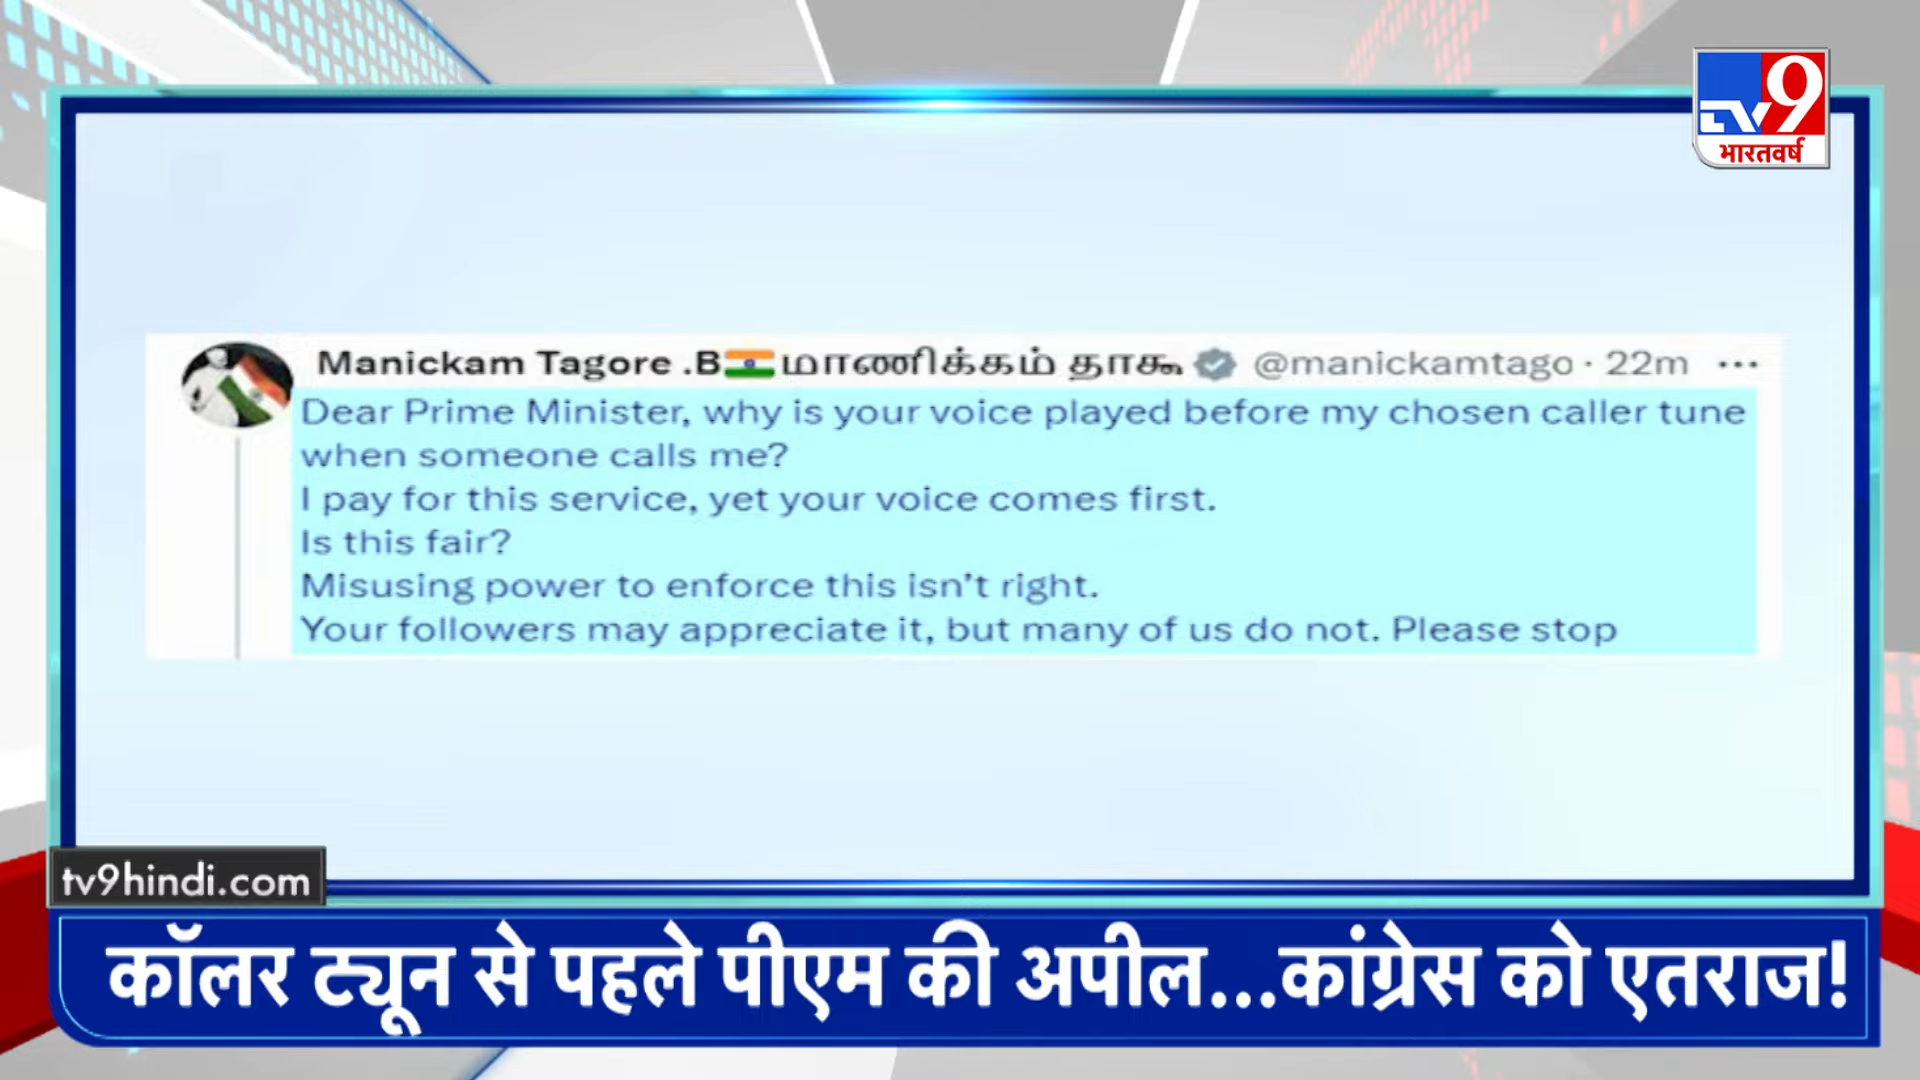 TV9
भारतवर्ष
Manickam Tagore .B🇮🇳மாணிக்கம் தாகூ @manickamtago · 22m ...
Dear Prime Minister, why is your voice played before my chosen caller tune
when someone calls me?
I pay for this service, yet your voice comes first.
Is this fair?
Misusing power to enforce this isn't right.
Your followers may appreciate it, but many of us do not. Please stop
tv9hindi.com
कॉलर ट्यून से पहले पीएम की अपील...कांग्रेस को एतराज!